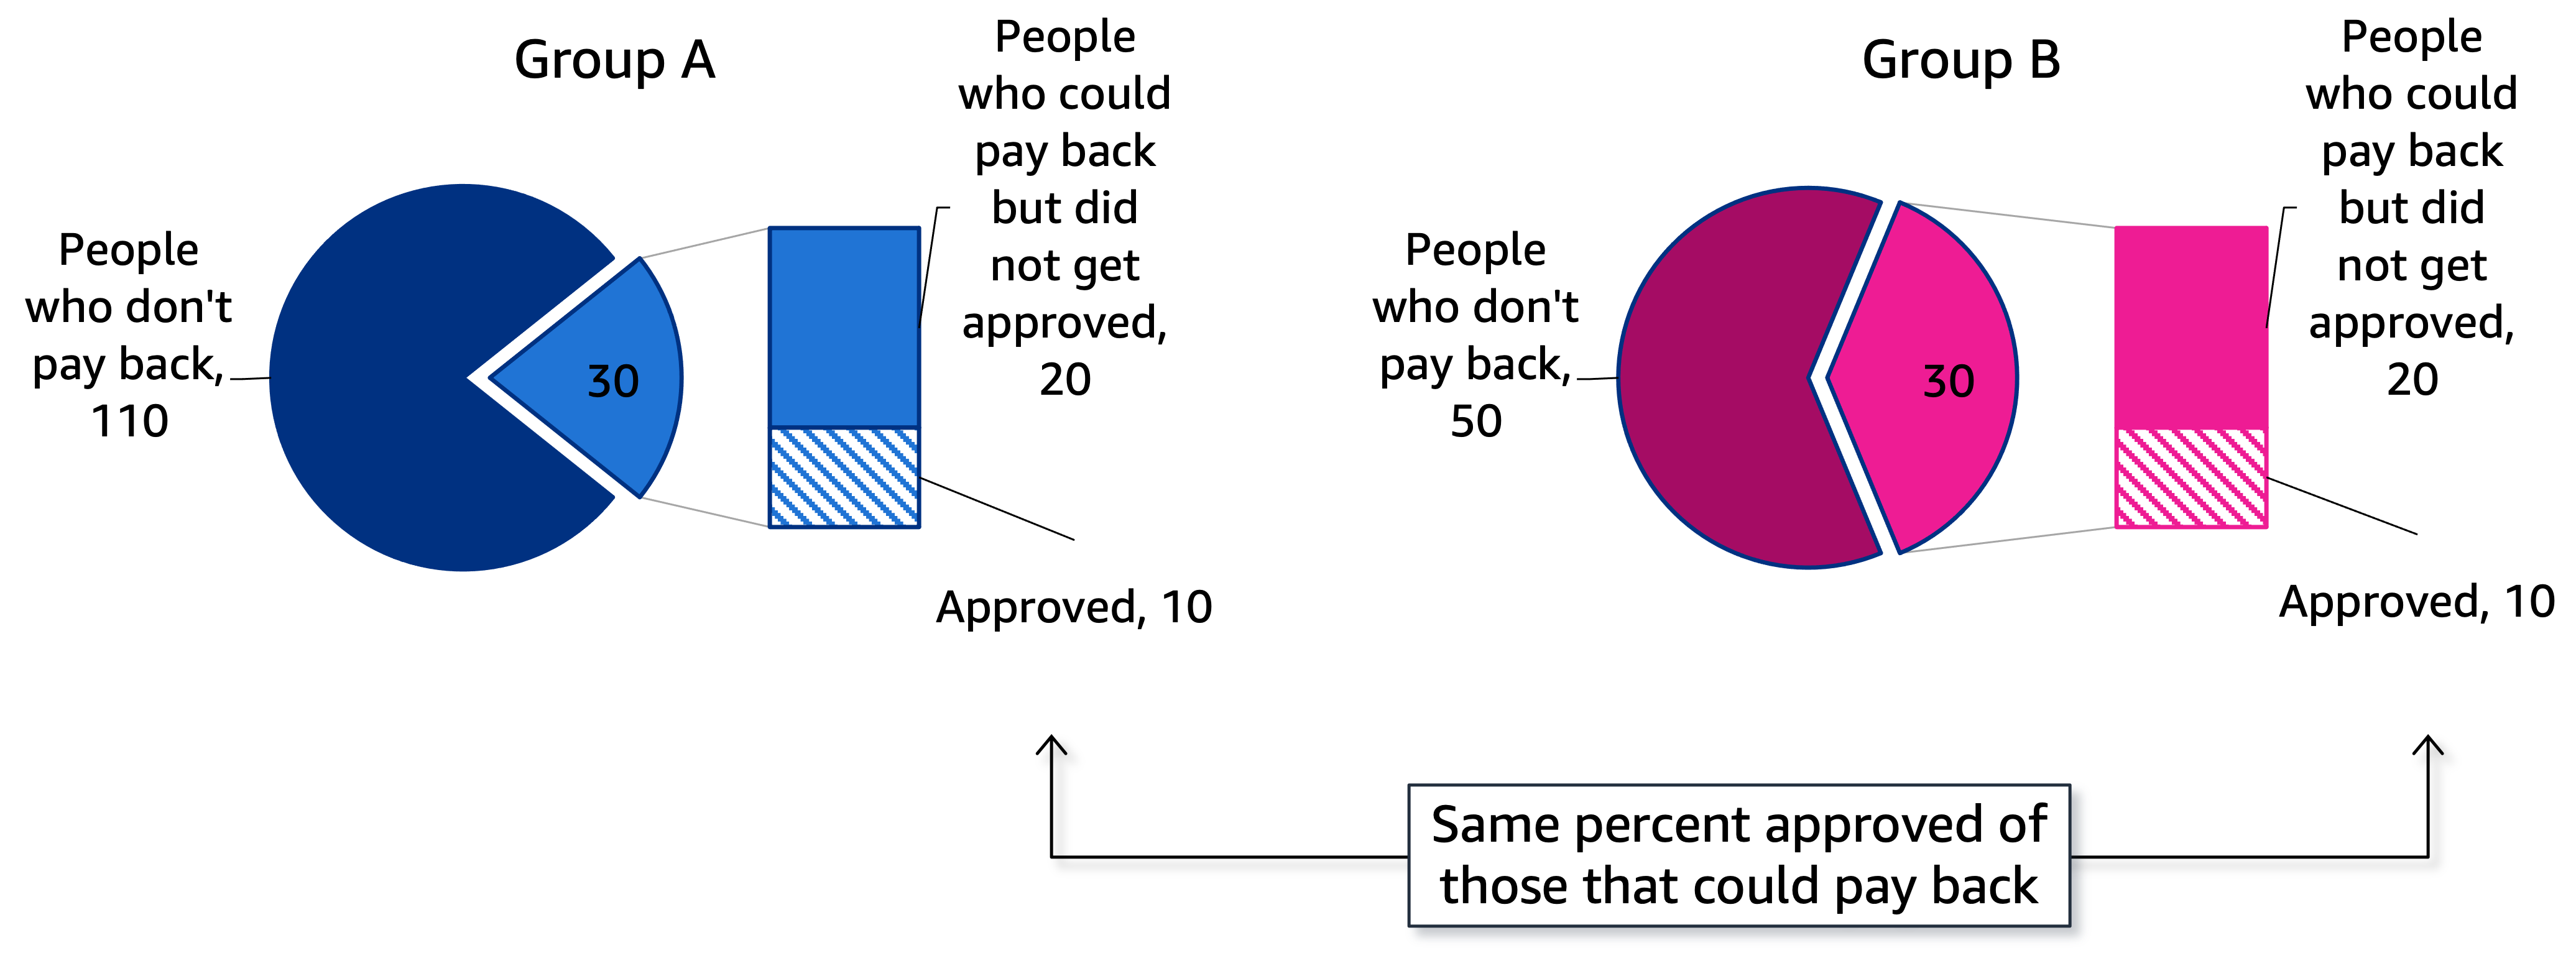 Group A
People
who could
pay back
but did
not get
approved,
20
People
who don't
pay back,
110
30
Approved, 10
Group B
People
who could
pay back
but did
not get
approved,
20
People
who don't
pay back,
50
30
Approved, 10
Same percent approved of
those that could pay back